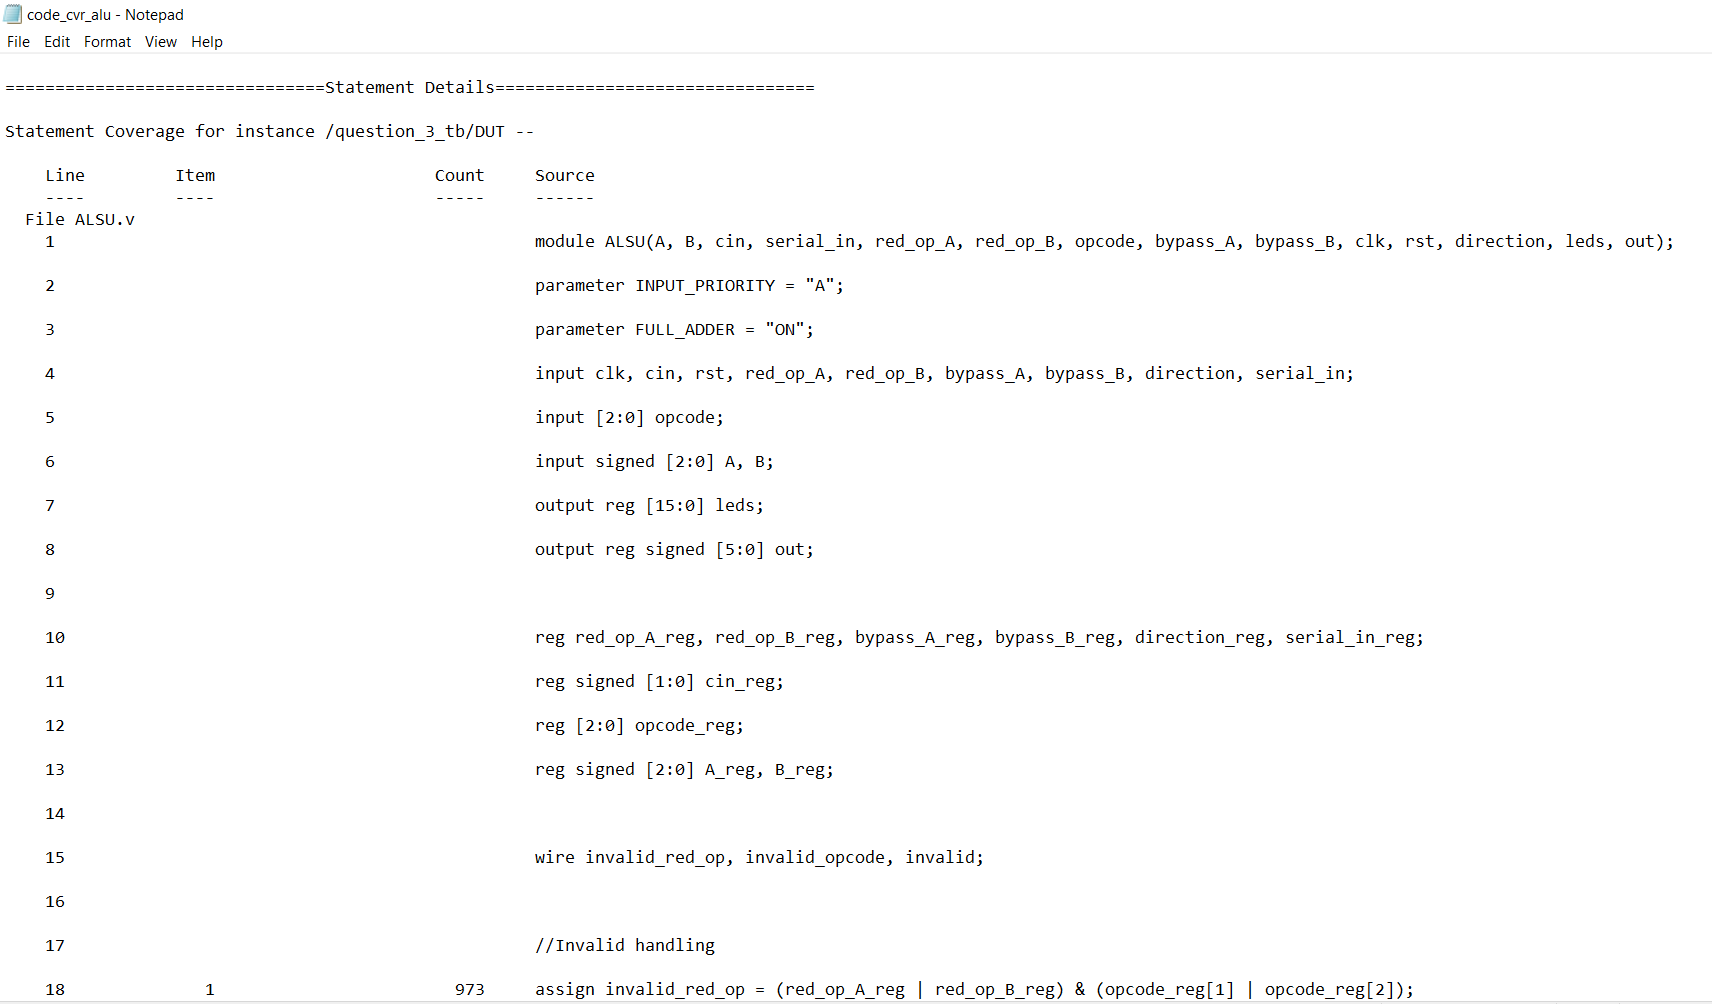 code_cvr_alu - Notepad
File Edit Format View Help
================================Statement Details================================
Statement Coverage for instance /question_3_tb/DUT --
Line Item Count Source
---- ---- ----- ------
File ALSU.v
1 module ALSU(A, B, cin, serial_in, red_op_A, red_op_B, opcode, bypass_A, bypass_B, clk, rst, direction, leds, out);
2 parameter INPUT_PRIORITY = "A";
3 parameter FULL_ADDER = "ON";
4 input clk, cin, rst, red_op_A, red_op_B, bypass_A, bypass_B, direction, serial_in;
5 input [2:0] opcode;
6 input signed [2:0] A, B;
7 output reg [15:0] leds;
8 output reg signed [5:0] out;
9
10 reg red_op_A_reg, red_op_B_reg, bypass_A_reg, bypass_B_reg, direction_reg, serial_in_reg;
11 reg signed [1:0] cin_reg;
12 reg [2:0] opcode_reg;
13 reg signed [2:0] A_reg, B_reg;
14
15 wire invalid_red_op, invalid_opcode, invalid;
16
17 //Invalid handling
18 1 973 assign invalid_red_op = (red_op_A_reg | red_op_B_reg) & (opcode_reg[1] | opcode_reg[2]);